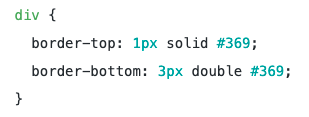 div {
  border-top: 1px solid #369;
  border-bottom: 3px double #369;
}